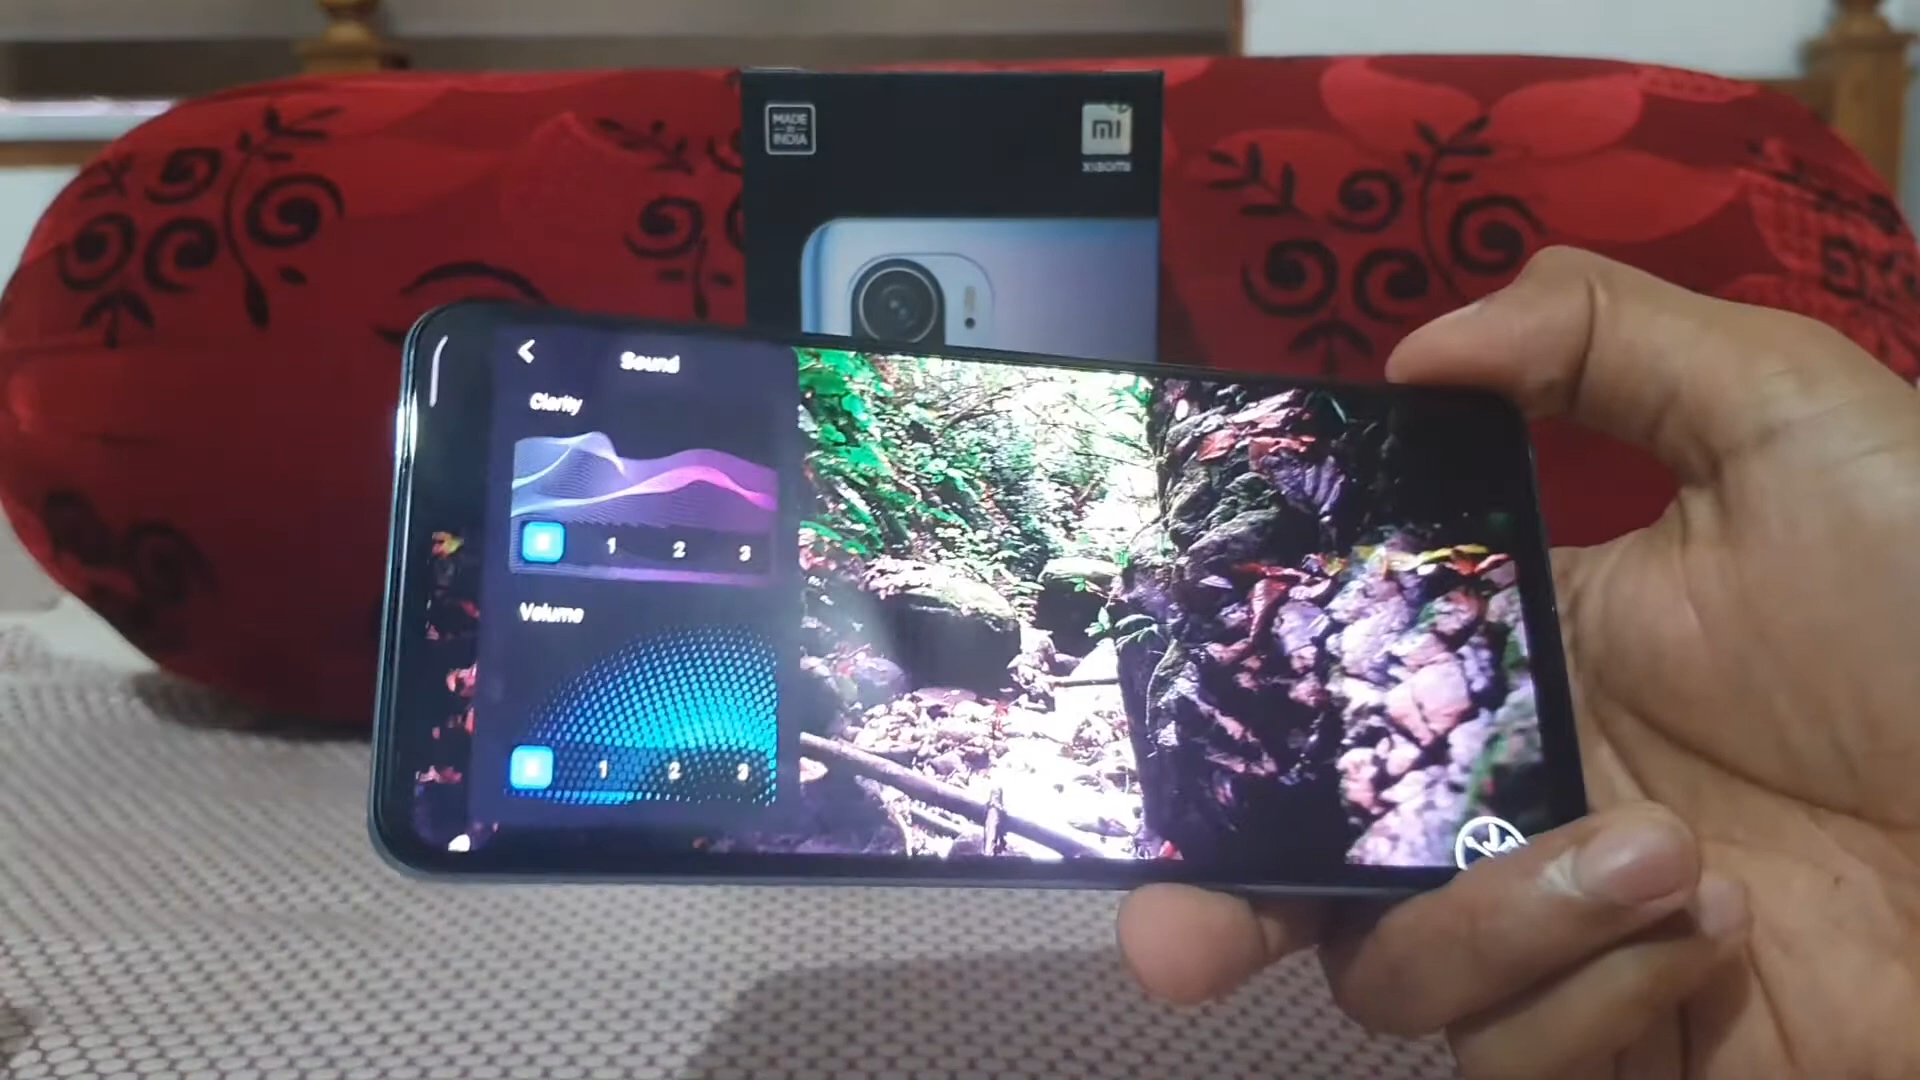 MADE
IN
INDIA
mi
xiaomi
Sound
Clarity
1 2 3
Volume
1 2 3